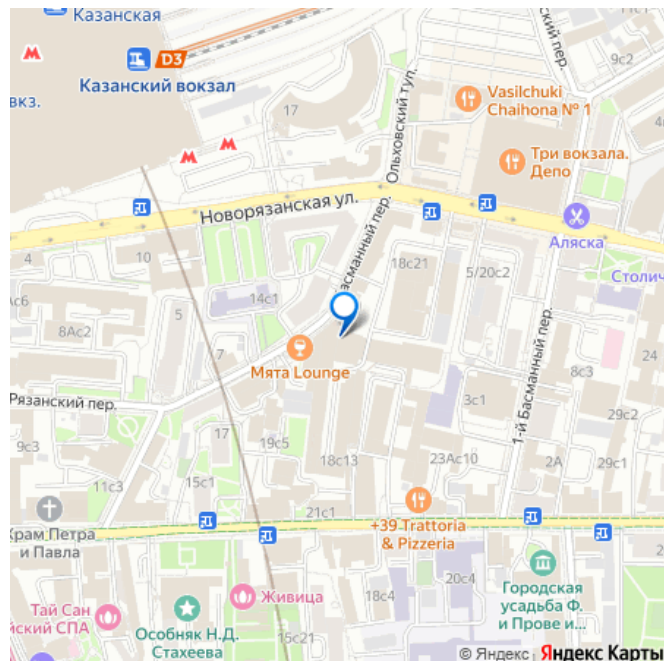 Казанская
D3
Казанский вокзал
вкз.
17
Ольховский туп.
Vasilchuki
Chaihona № 1
Три вокзала.
Депо
Новорязанская ул.
Аляска
Столич
4
10
Басманный пер.
18с21
5/20с2
Ас6
14с1
8Ас2
5
7
Мята Lounge
24
Рязанский пер.
1-й Басманный пер.
3с1
29с2
9с3
17
19с5
18с13
23Ас10
2А
29с1
11с3
15с1
21с1
Храм Петра
и Павла
+39 Trattoria
& Pizzeria
Тай Сан
йский СПА
Живица
18с4
20с4
Городская
усадьба Ф.
и Прове и...
Особняк Н.Д.
Стахеева
15с21
© Яндекс Яндекс Карты